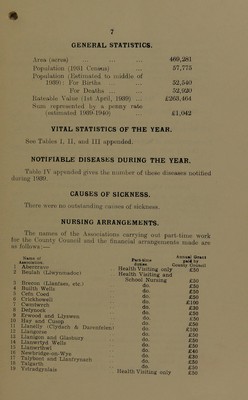 7
GENERAL STATISTICS.
Area (acres) ... 469,281
Population (1931 Census) ... 57,775
Population (Estimated to middle of
1939): For Births ... 52,540
For Deaths ... 52,920
Rateable Value (1st April, 1939) ... £263,464
Sum represented by a penny rate
(estimated 1939-1940) ... £1,042
VITAL STATISTICS OF THE YEAR.
See Tables I, II, and III appended.
NOTIFIABLE DISEASES DURING THE YEAR.
Table IV appended gives the number of those diseases notified
during 1939.
CAUSES OF SICKNESS.
There were no outstanding causes of sickness.
NURSING ARRANGEMENTS.
The names of the Associations carrying out part-time work
for the County Council and the financial arrangements made are
as follows:—
Name of Association. Part-time Duties Annual Grant paid by County Council
1 Abercrave Health Visiting only £50
2 Beulah (Llwynmadoc) Health Visiting and
School Nursing £50
3 Brecon (Llanfaes, etc.) do. £50
4 Builth Wells do. £50
5 Cefn Coed do. £50
6 Crickhowell do.
7 Cwmtwrch do.
8 Defynock do. £50
9 Erwood and Llyswen do. £50
10 Hay and Cusop do. £50
11 Llanelly (Clydach & Darrenfelen) do. £100
12 Llangorse do. £50
13 Llanigon and Glasbury do. £50
14 Llanwrtyd Wells do. £50
15 Llanwrthwl do. £40
16 Newbridge-on-Wye do. £30
17 Talybont and Llanfrynach do. £50
18 Talgarth do. £50
19 Ystradgynlais Health Visiting only £50